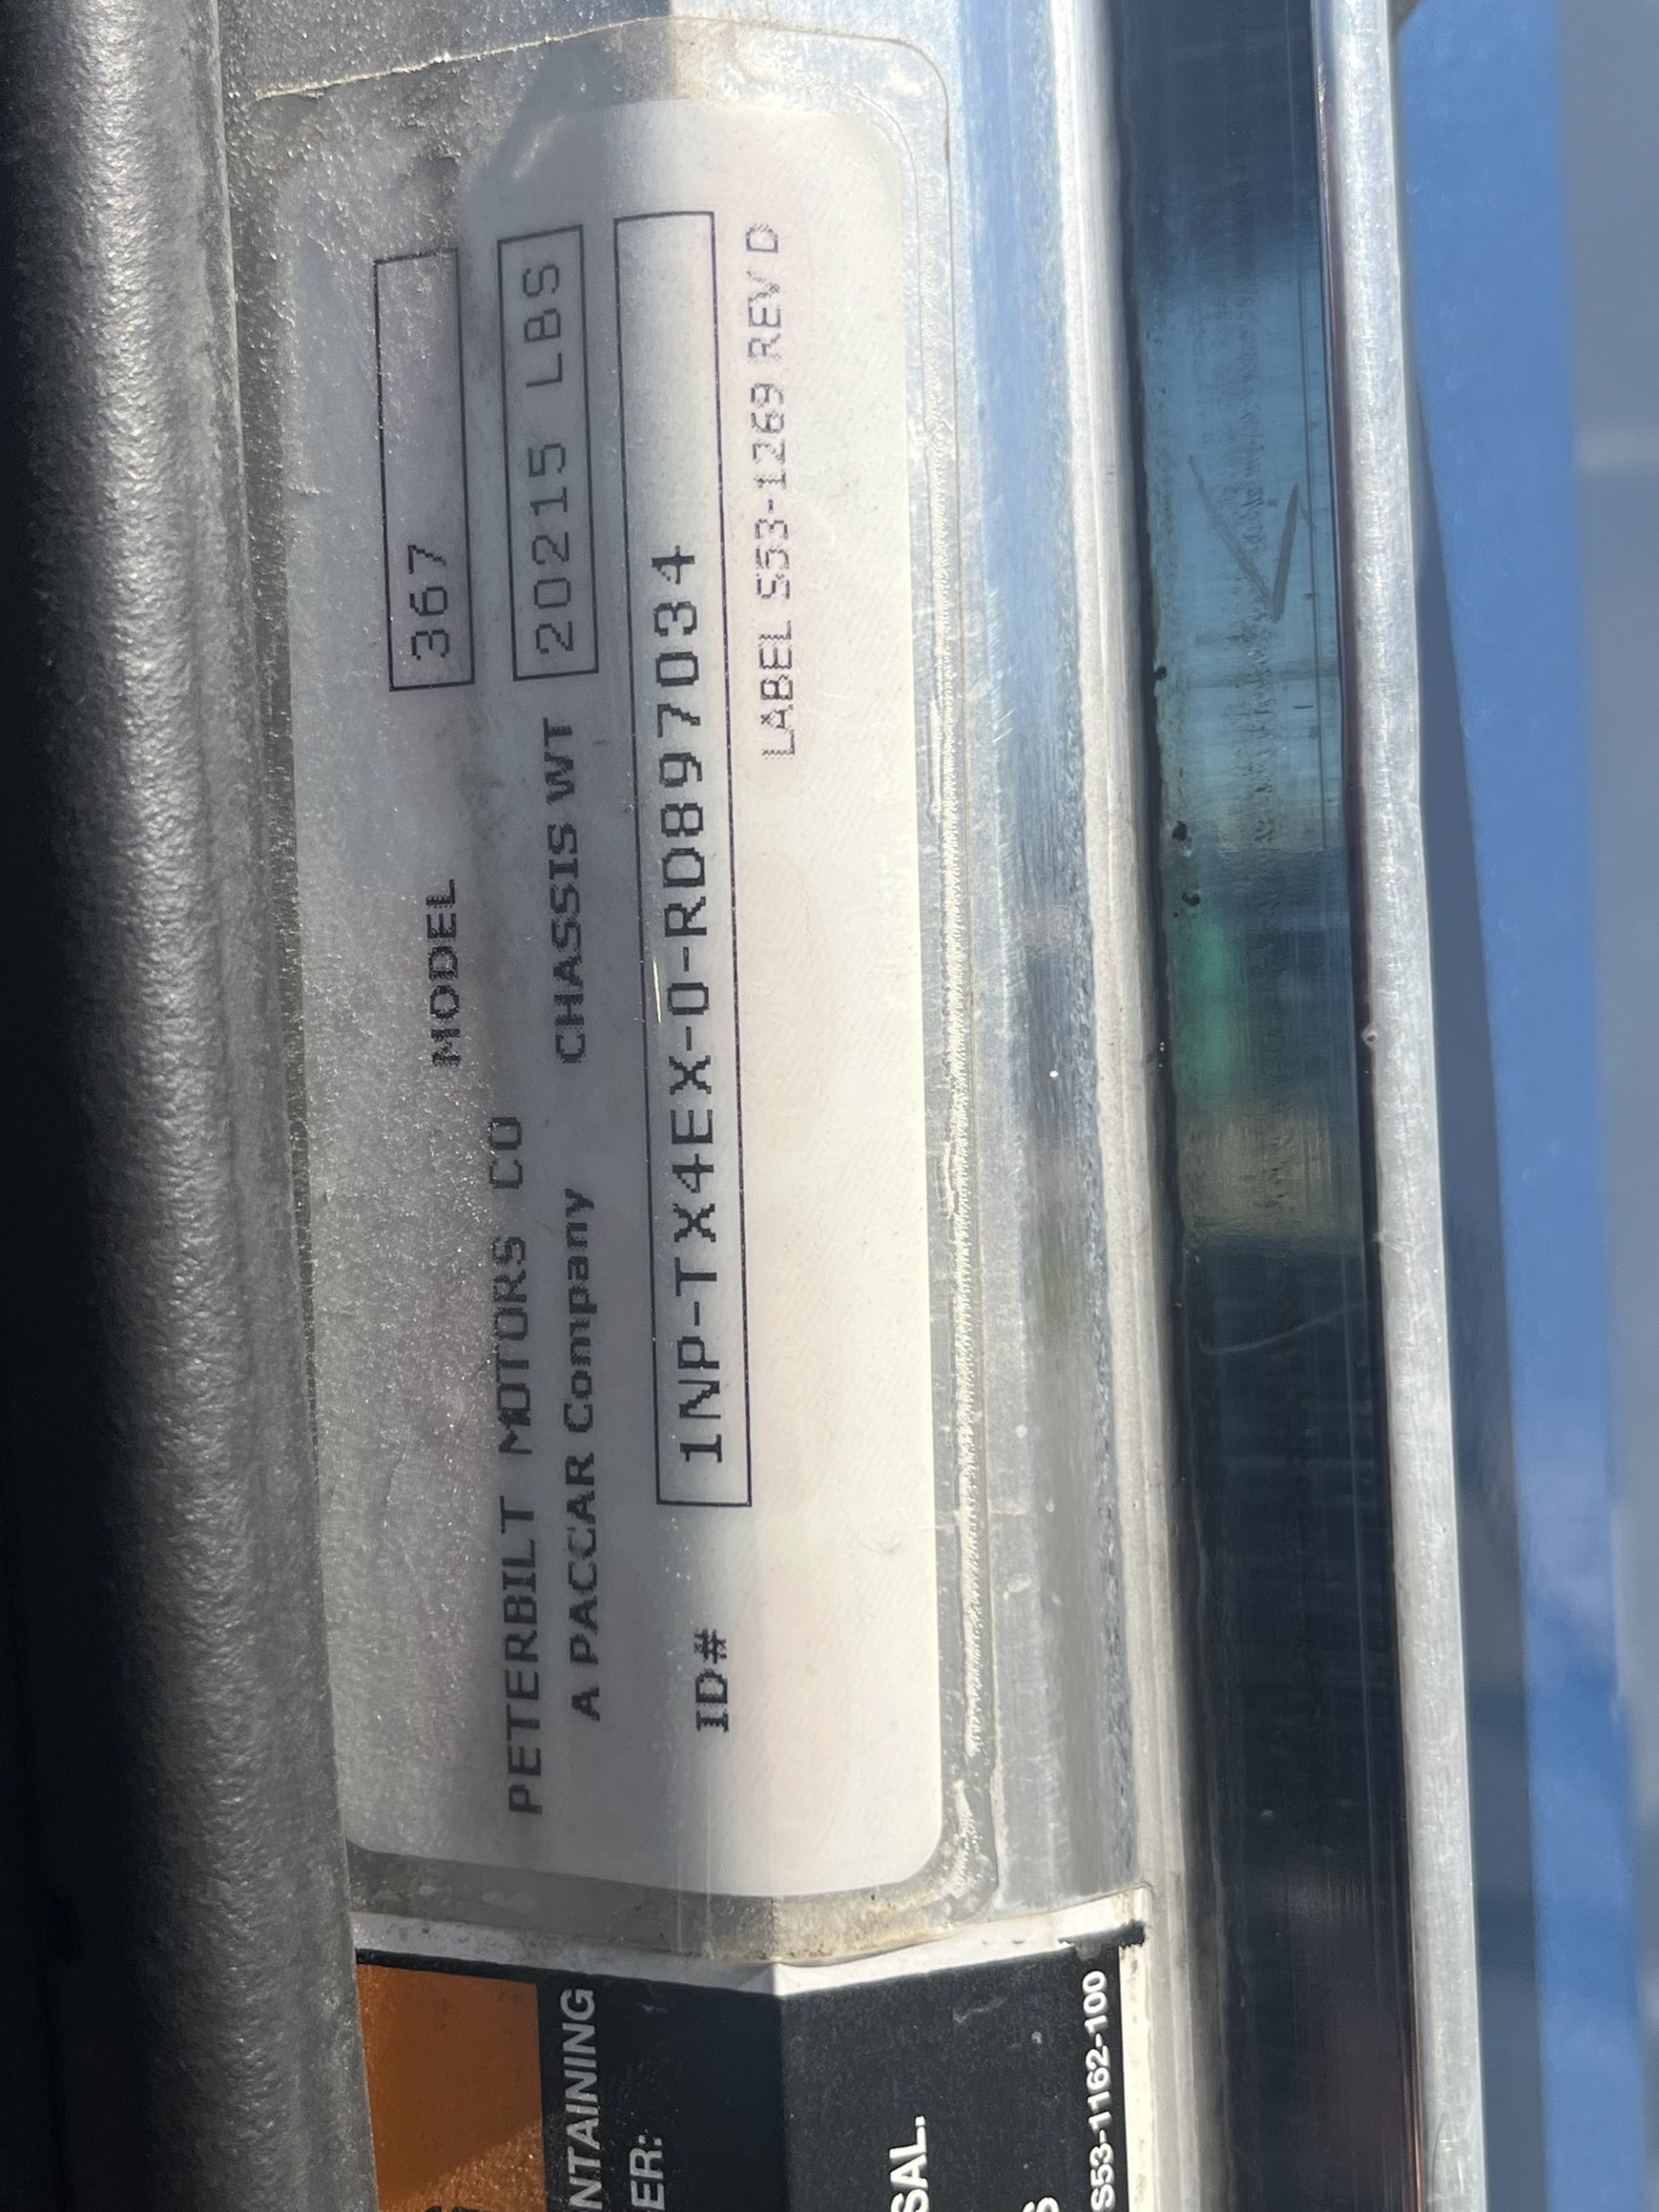 MODEL 367
PETERBILT MOTORS CO
A PACCAR Company
CHASSIS WT 20215 LBS
ID# 1NP-TX4EX-0-RD897034
LABEL S53-1269 REV D
NTAINING
ER:
SAL.
S53-1162-100